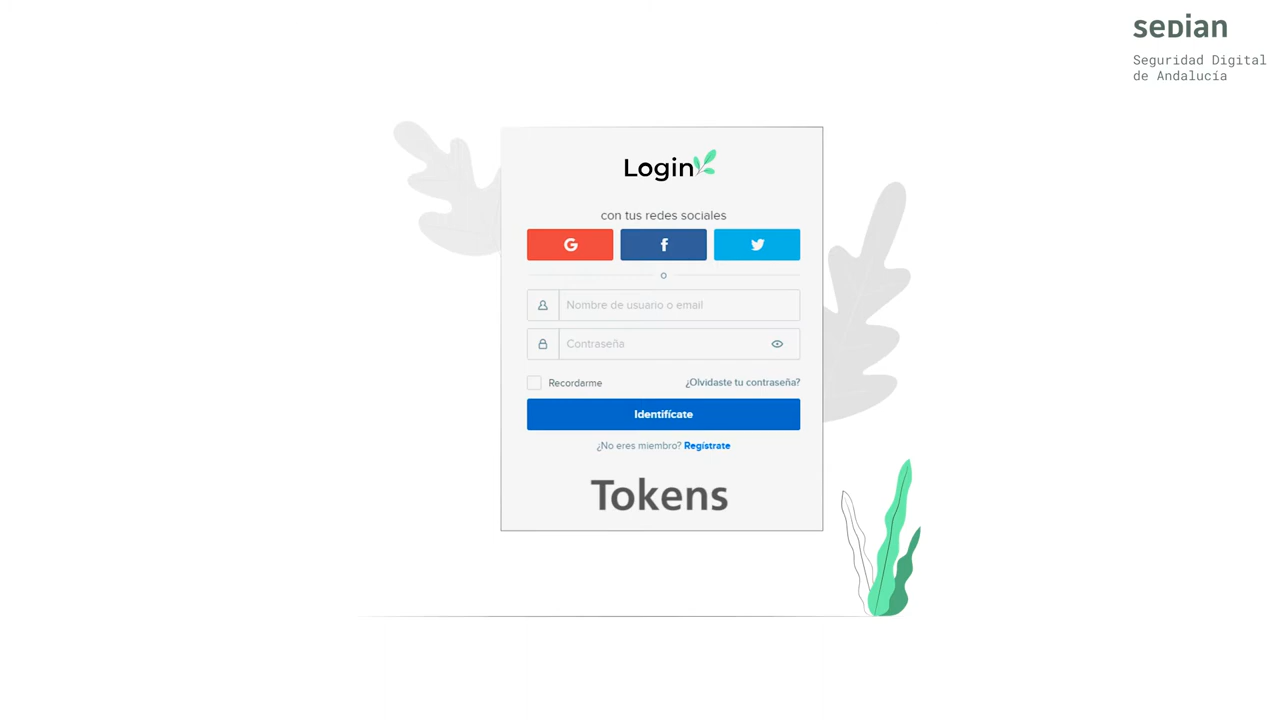 seDian
Seguridad Digital
de Andalucía
Login
con tus redes sociales
G
f
o
Nombre de usuario o email
Contraseña
Recordarme
¿Olvidaste tu contraseña?
Identifícate
¿No eres miembro? Regístrate
Tokens